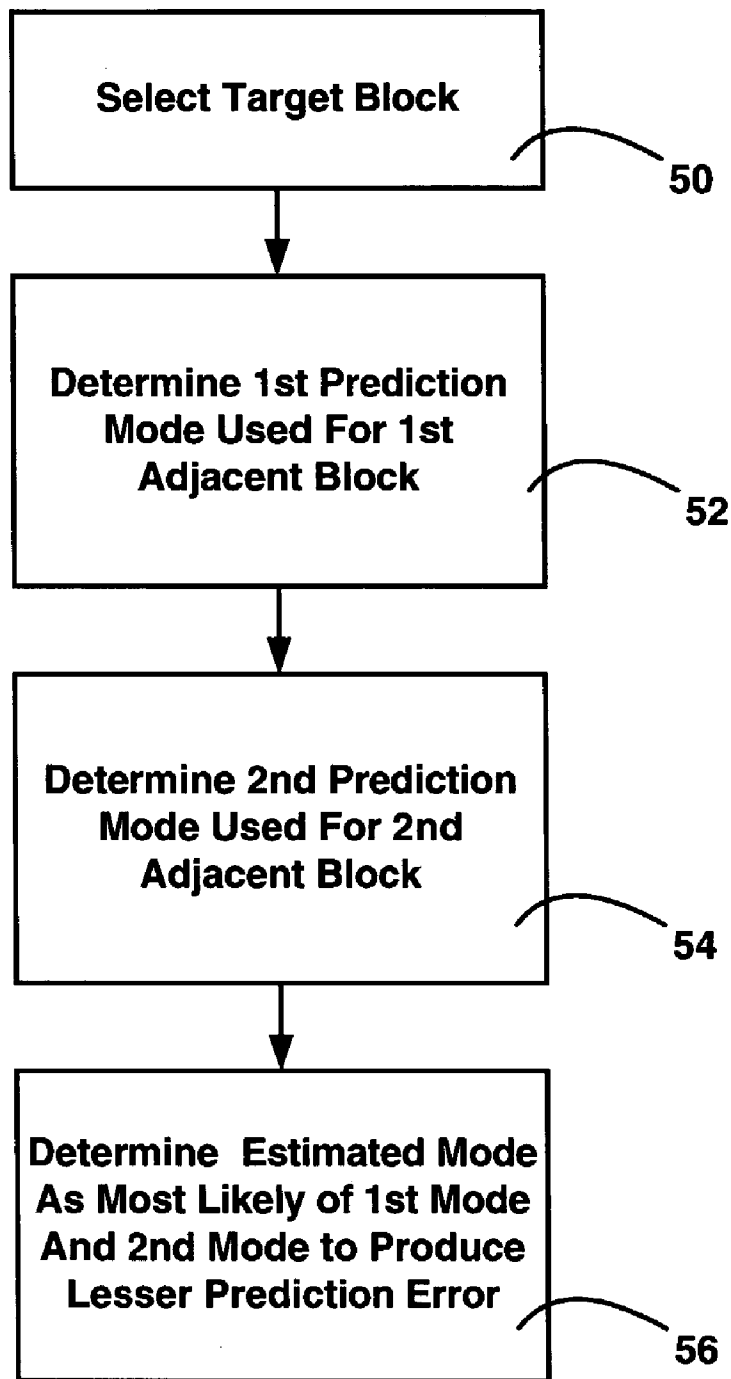 Select Target Block
50
Determine 1st Prediction
Mode Used For 1st
Adjacent Block
52
Determine 2nd Prediction
Mode Used For 2nd
Adjacent Block
54
Determine Estimated Mode
As Most Likely of 1st Mode
And 2nd Mode to Produce
Lesser Prediction Error
56